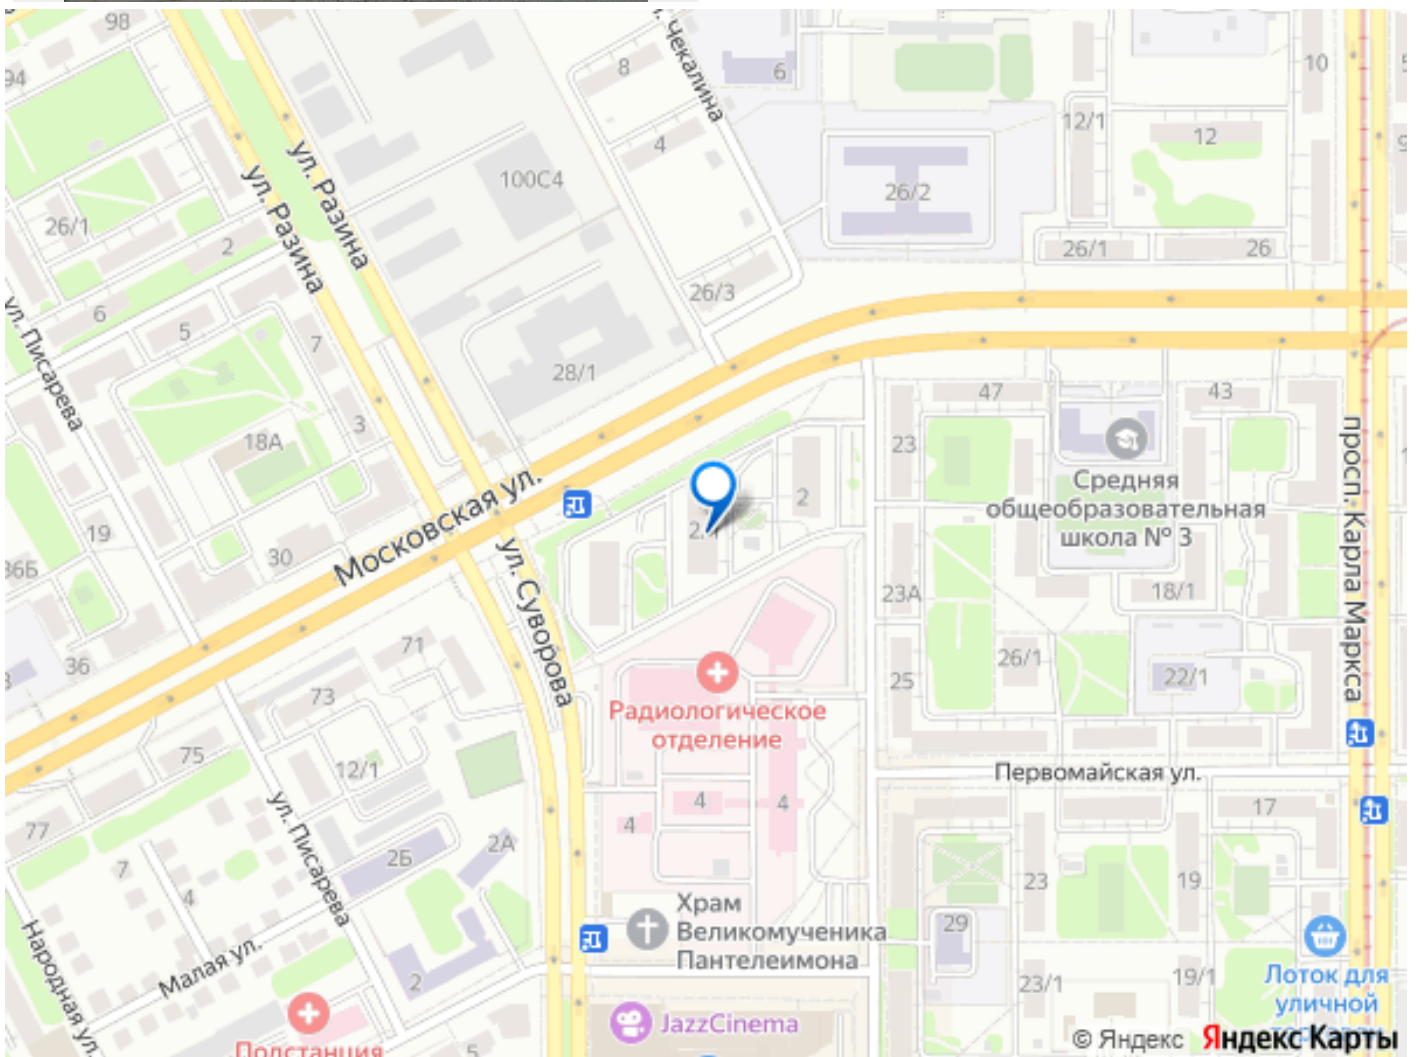 98
94
ул. Разина
ул. Разина
Чекалина
8
6
4
100С4
12/1
12
10
26/2
26/1
26
26/1
2
26/3
6
5
7
28/1
ул. Писарева
3
18А
47
43
23
2
Средняя
общеобразовательная
школа № 3
просп. Карла Маркса
Московская ул.
19
30
36Б
ул. Суворова
23А
18/1
71
36
26/1
22/1
25
73
Радиологическое
отделение
75
12/1
Первомайская ул.
77
ул. Писарева
4
4
4
17
2А
2Б
7
4
23
19
29
Храм
Великомученика
Пантелеимона
Народная ул.
Малая ул.
2
23/1
19/1
Лоток для
уличной
JazzCinema
Подстанция
5
© Яндекс Яндекс Карты